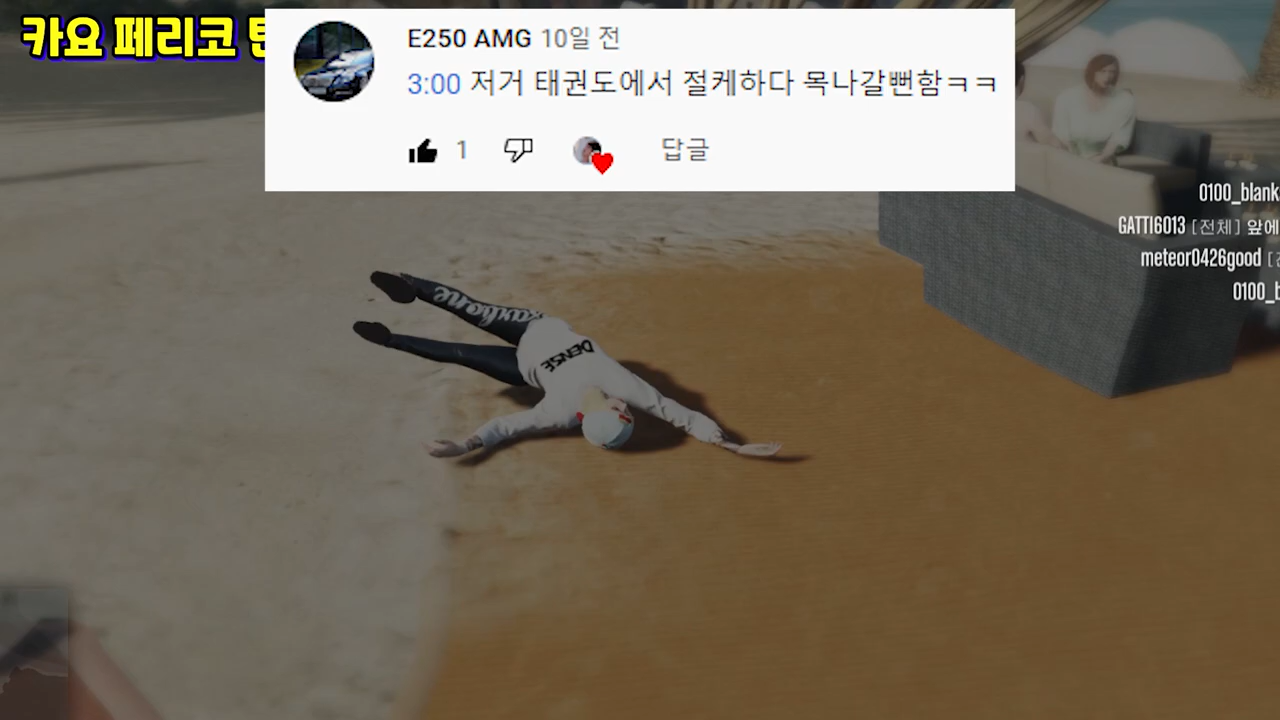 카요 페리코
E250 AMG 10일 전
3:00 저거 태권도에서 절케하다 목나갈뻔함ㅋㅋ
1
답글
0100_blank
GATTI6013 [전체] 앞에
meteor0426good
0100_b
DENSE